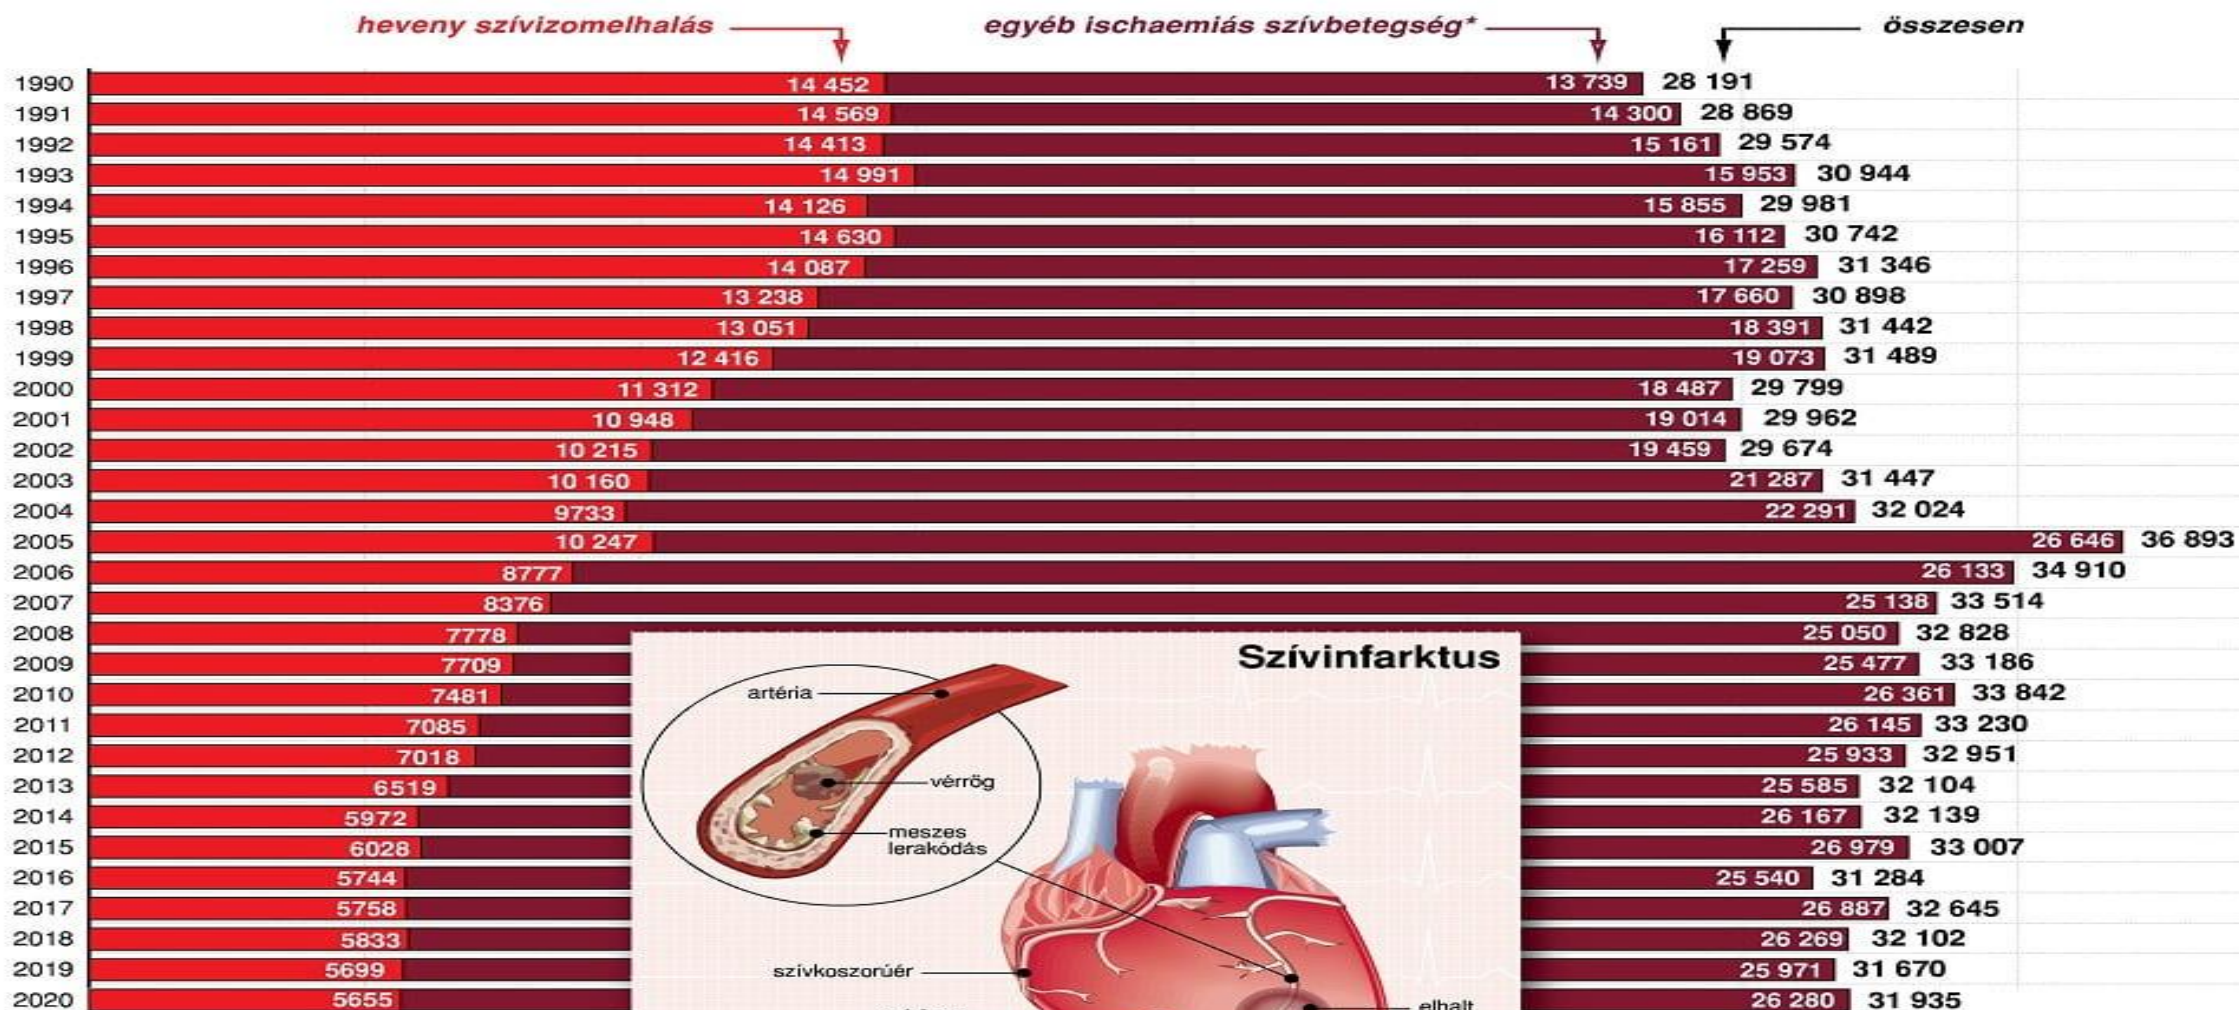 heveny szívizomelhalás egyéb ischaemiás szívbetegség* összesen
1990 14 452 13 739 28 191
1991 14 569 14 300 28 869
1992 14 413 15 161 29 574
1993 14 991 15 953 30 944
1994 14 126 15 855 29 981
1995 14 630 16 112 30 742
1996 14 087 17 259 31 346
1997 13 238 17 660 30 898
1998 13 051 18 391 31 442
1999 12 416 19 073 31 489
2000 11 312 18 487 29 799
2001 10 948 19 014 29 962
2002 10 215 19 459 29 674
2003 10 160 21 287 31 447
2004 9733 22 291 32 024
2005 10 247 26 646 36 893
2006 8777 26 133 34 910
2007 8376 25 138 33 514
2008 7778 25 050 32 828
2009 7709 25 477 33 186
2010 7481 26 361 33 842
2011 7085 26 145 33 230
2012 7018 25 933 32 951
2013 6519 25 585 32 104
2014 5972 26 167 32 139
2015 6028 26 979 33 007
2016 5744 25 540 31 284
2017 5758 26 887 32 645
2018 5833 26 269 32 102
2019 5699 25 971 31 670
2020 5655 26 280 31 935
Szívinfarktus
artéria
vérrög
meszes
lerakódás
szívkoszorúér
elhalt